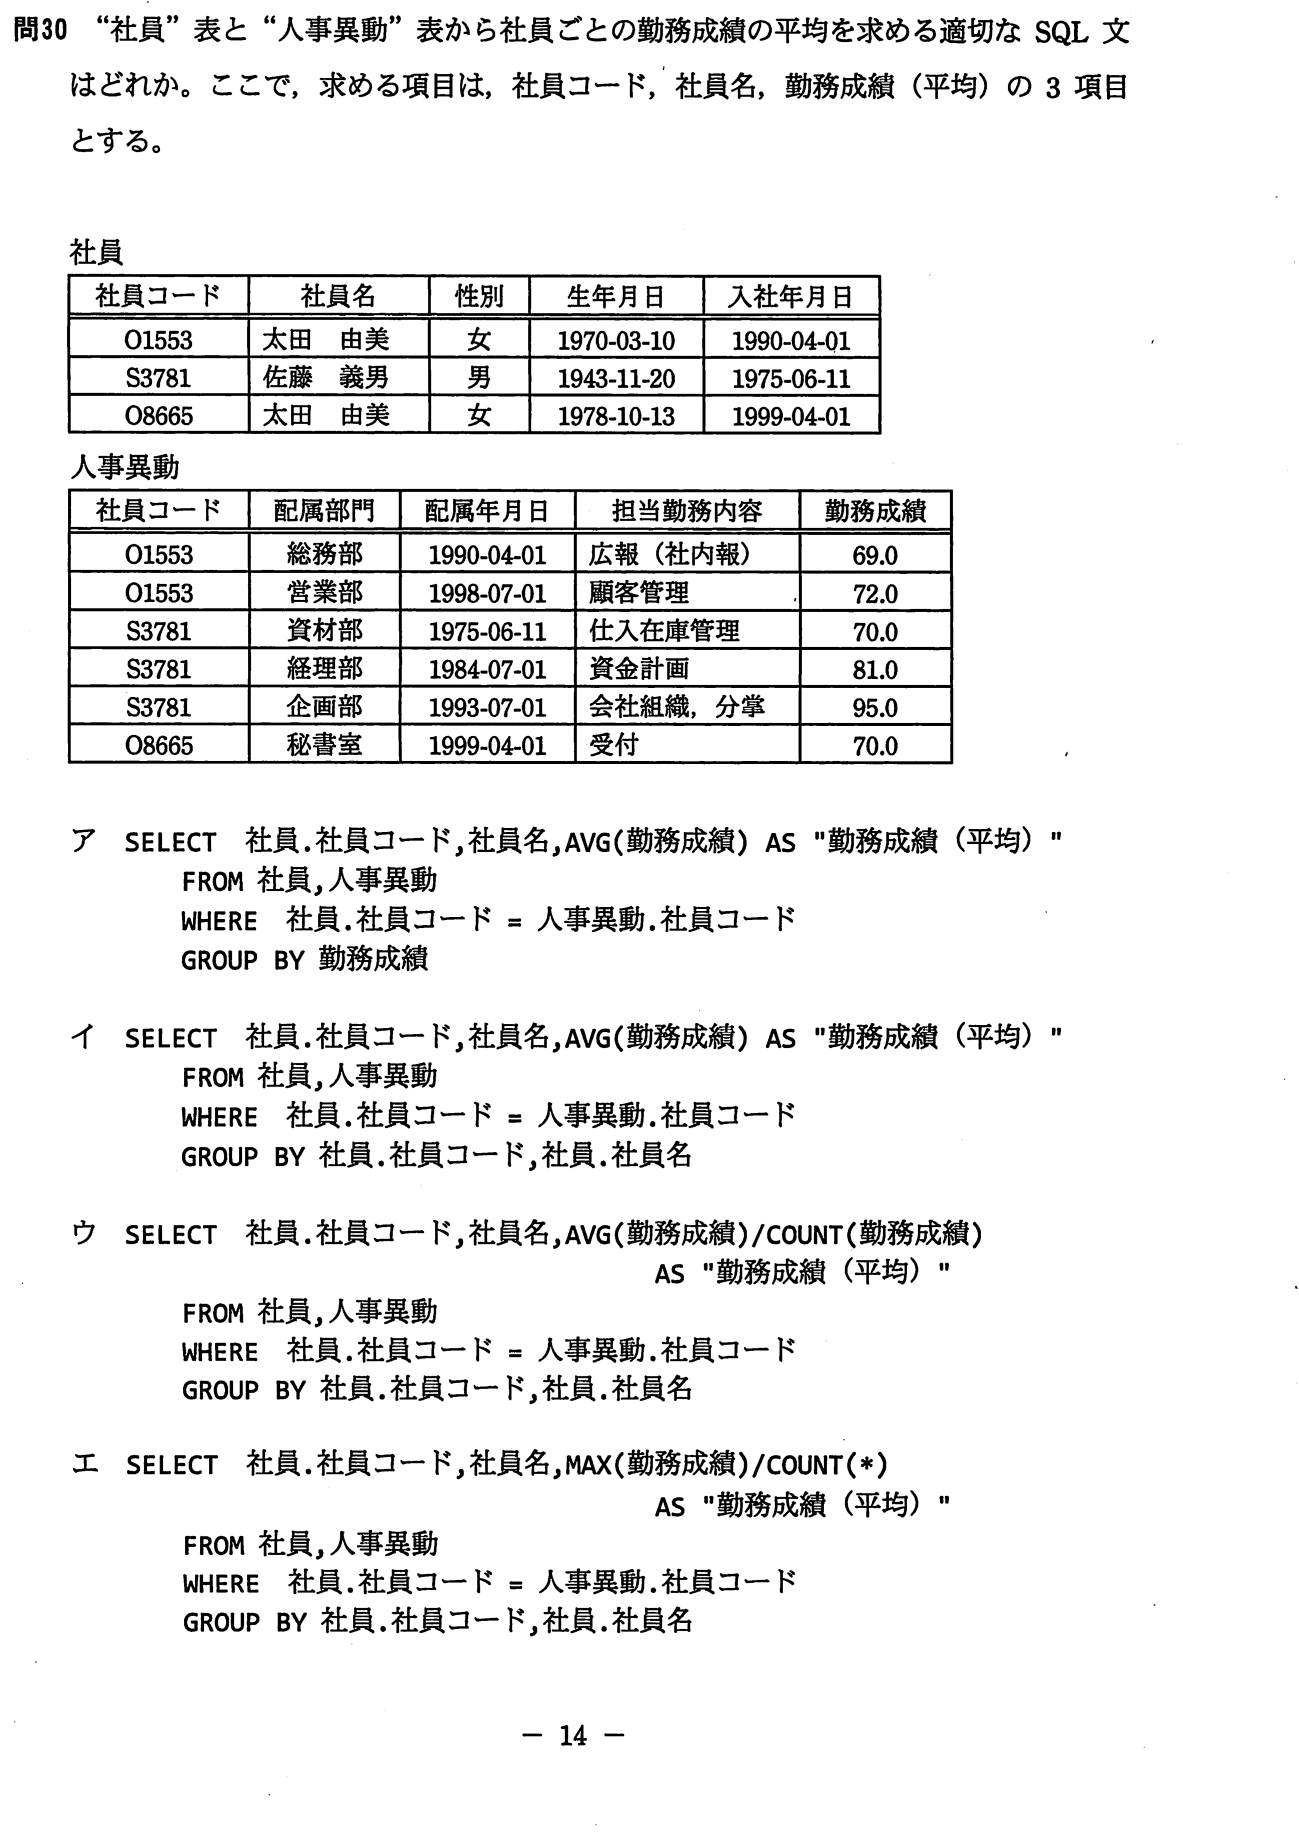 問30 “社員” 表と “人事異動” 表から社員ごとの勤務成績の平均を求める適切な SQL 文
はどれか。ここで，求める項目は，社員コード，社員名，勤務成績（平均）の 3 項目
とする。
社員
社員コード 社員名 性別 生年月日 入社年月日
O1553 太田　由美 女 1970-03-10 1990-04-01
S3781 佐藤　義男 男 1943-11-20 1975-06-11
O8665 太田　由美 女 1978-10-13 1999-04-01
人事異動
社員コード 配属部門 配属年月日 担当勤務内容 勤務成績
O1553 総務部 1990-04-01 広報（社内報） 69.0
O1553 営業部 1998-07-01 顧客管理 72.0
S3781 資材部 1975-06-11 仕入在庫管理 70.0
S3781 経理部 1984-07-01 資金計画 81.0
S3781 企画部 1993-07-01 会社組織，分掌 95.0
O8665 秘書室 1999-04-01 受付 70.0
ア SELECT 社員.社員コード,社員名,AVG(勤務成績) AS "勤務成績（平均）"
FROM 社員,人事異動
WHERE 社員.社員コード = 人事異動.社員コード
GROUP BY 勤務成績
イ SELECT 社員.社員コード,社員名,AVG(勤務成績) AS "勤務成績（平均）"
FROM 社員,人事異動
WHERE 社員.社員コード = 人事異動.社員コード
GROUP BY 社員.社員コード,社員.社員名
ウ SELECT 社員.社員コード,社員名,AVG(勤務成績)/COUNT(勤務成績)
AS "勤務成績（平均）"
FROM 社員,人事異動
WHERE 社員.社員コード = 人事異動.社員コード
GROUP BY 社員.社員コード,社員.社員名
エ SELECT 社員.社員コード,社員名,MAX(勤務成績)/COUNT(*)
AS "勤務成績（平均）"
FROM 社員,人事異動
WHERE 社員.社員コード = 人事異動.社員コード
GROUP BY 社員.社員コード,社員.社員名
－ 14 －